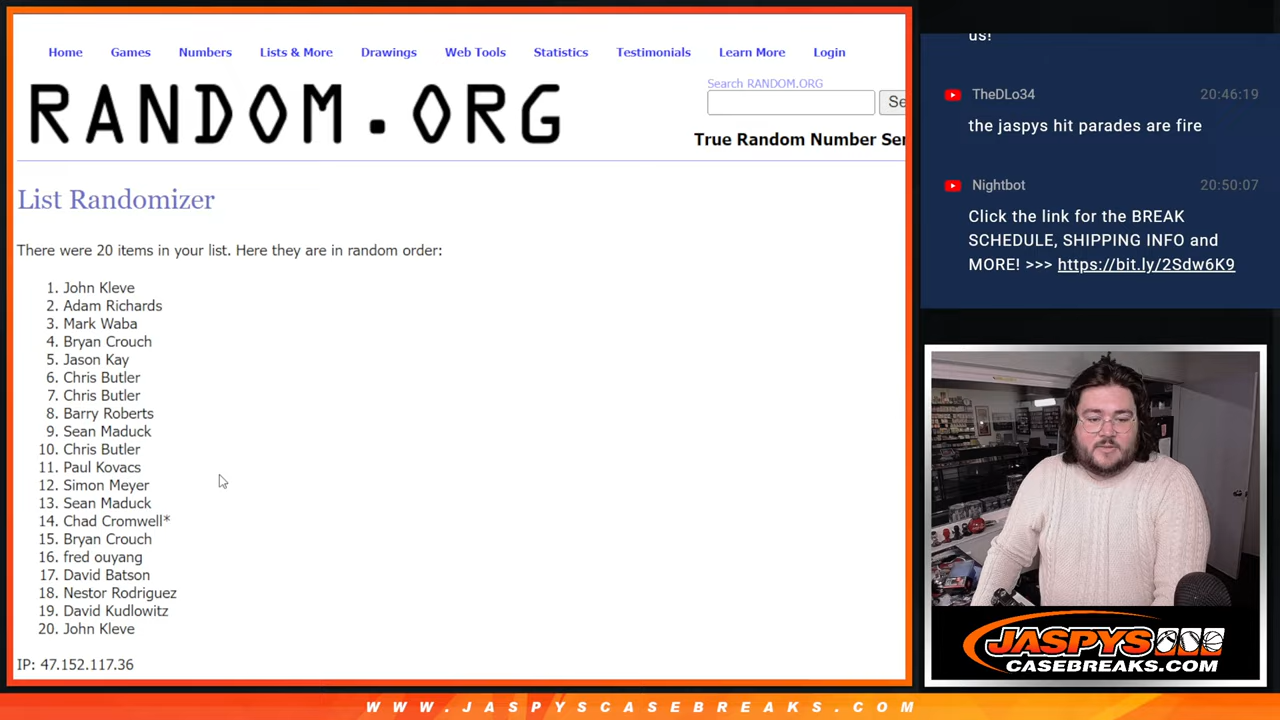 Home Games Numbers Lists & More Drawings Web Tools Statistics Testimonials Learn More Login
RANDOM.ORG
Search RANDOM.ORG
Se
True Random Number Ser
List Randomizer
There were 20 items in your list. Here they are in random order:
1. John Kleve
2. Adam Richards
3. Mark Waba
4. Bryan Crouch
5. Jason Kay
6. Chris Butler
7. Chris Butler
8. Barry Roberts
9. Sean Maduck
10. Chris Butler
11. Paul Kovacs
12. Simon Meyer
13. Sean Maduck
14. Chad Cromwell*
15. Bryan Crouch
16. fred ouyang
17. David Batson
18. Nestor Rodriguez
19. David Kudlowitz
20. John Kleve
IP: 47.152.117.36
us!
TheDLo34 20:46:19
the jaspys hit parades are fire
Nightbot 20:50:07
Click the link for the BREAK
SCHEDULE, SHIPPING INFO and
MORE! >>> https://bit.ly/2Sdw6K9
JASPYS
CASEBREAKS.COM
WWW.JASPYSCASEBREAKS.COM